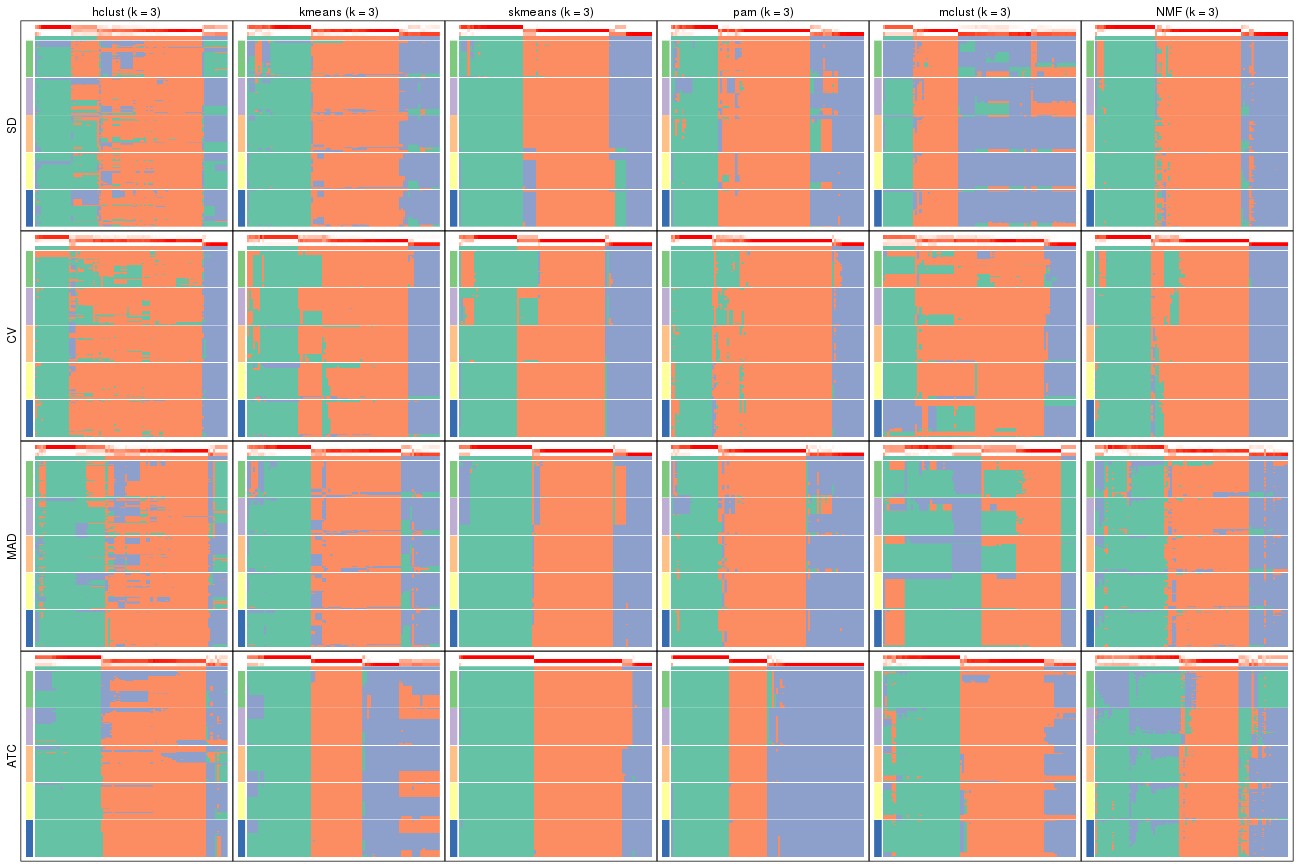 hclust (k = 3)
kmeans (k = 3)
skmeans (k = 3)
pam (k = 3)
mclust (k = 3)
NMF (k = 3)
SD
CV
MAD
ATC